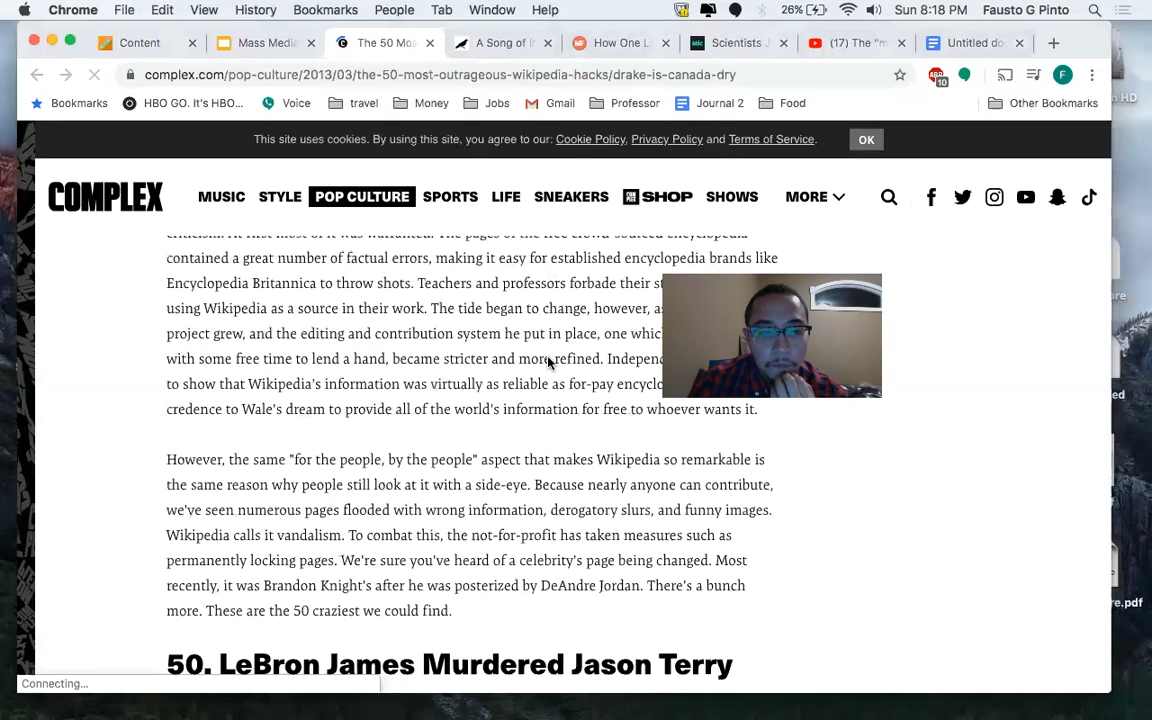 Chrome File Edit View History Bookmarks People Tab Window Help 26% Sun 8:18 PM Fausto G Pinto
Content Mass Media The 50 Mos A Song of I How One Li Scientists (17) The "m Untitled do
complex.com/pop-culture/2013/03/the-50-most-outrageous-wikipedia-hacks/drake-is-canada-dry
10 F
Bookmarks HBO GO. It's HBO... Voice travel Money Jobs Gmail Professor Journal 2 Food Other Bookmarks
This site uses cookies. By using this site, you agree to our: Cookie Policy, Privacy Policy and Terms of Service. OK
COMPLEX MUSIC STYLE POP CULTURE SPORTS LIFE SNEAKERS SHOP SHOWS MORE
criticism. At first most of it was warranted. The pages of the free crowd-sourced encyclopedia
contained a great number of factual errors, making it easy for established encyclopedia brands like
Encyclopedia Britannica to throw shots. Teachers and professors forbade their
using Wikipedia as a source in their work. The tide began to change, however,
project grew, and the editing and contribution system he put in place, one
with some free time to lend a hand, became stricter and more refined.
to show that Wikipedia's information was virtually as reliable as for-pay
credence to Wale's dream to provide all of the world's information for free to whoever wants it.
However, the same "for the people, by the people" aspect that makes Wikipedia so remarkable is
the same reason why people still look at it with a side-eye. Because nearly anyone can contribute,
we've seen numerous pages flooded with wrong information, derogatory slurs, and funny images.
Wikipedia calls it vandalism. To combat this, the not-for-profit has taken measures such as
permanently locking pages. We're sure you've heard of a celebrity's page being changed. Most
recently, it was Brandon Knight's after he was posterized by DeAndre Jordan. There's a bunch
more. These are the 50 craziest we could find.
50. LeBron James Murdered Jason Terry
Connecting...
HD
re.pdf